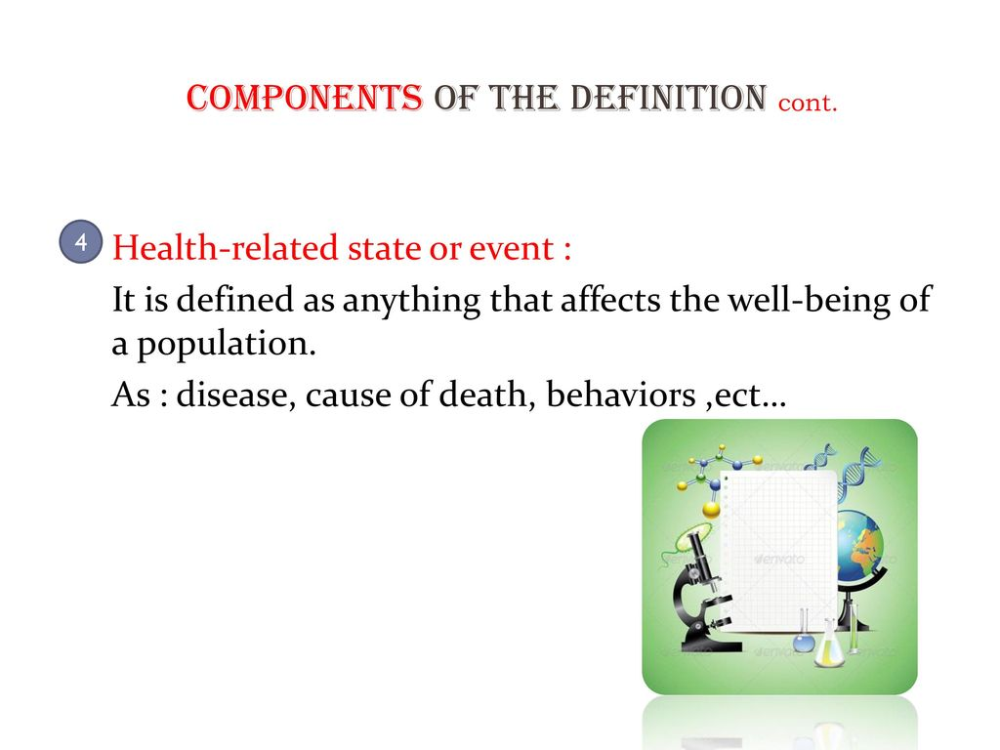 COMPONENTS OF THE DEFINITION cont.
4 Health-related state or event :
It is defined as anything that affects the well-being of
a population.
As : disease, cause of death, behaviors ,ect...
envato